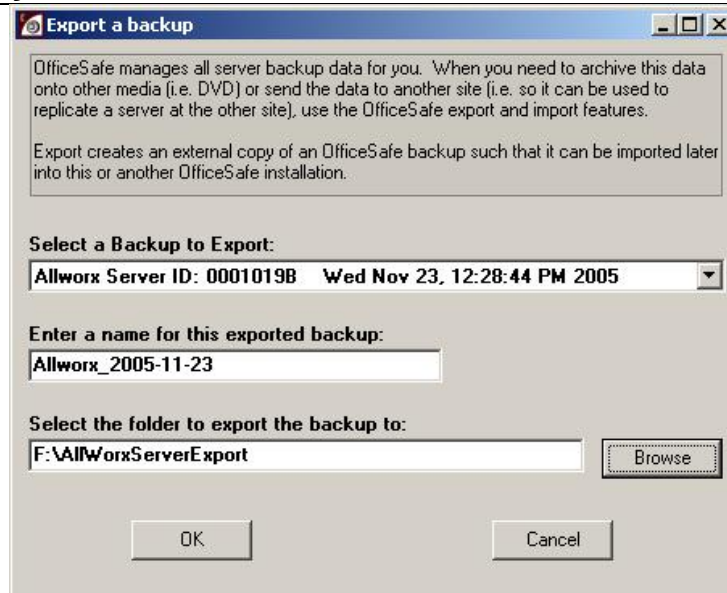 Export a backup
OfficeSafe manages all server backup data for you. When you need to archive this data
onto other media (i.e. DVD) or send the data to another site (i.e. so it can be used to
replicate a server at the other site), use the OfficeSafe export and import features.
Export creates an external copy of an OfficeSafe backup such that it can be imported later
into this or another OfficeSafe installation.
Select a Backup to Export:
Allworx Server ID: 0001019B Wed Nov 23, 12:28:44 PM 2005
Enter a name for this exported backup:
Allworx_2005-11-23
Select the folder to export the backup to:
F:\AllWorxServerExport
Browse
OK
Cancel